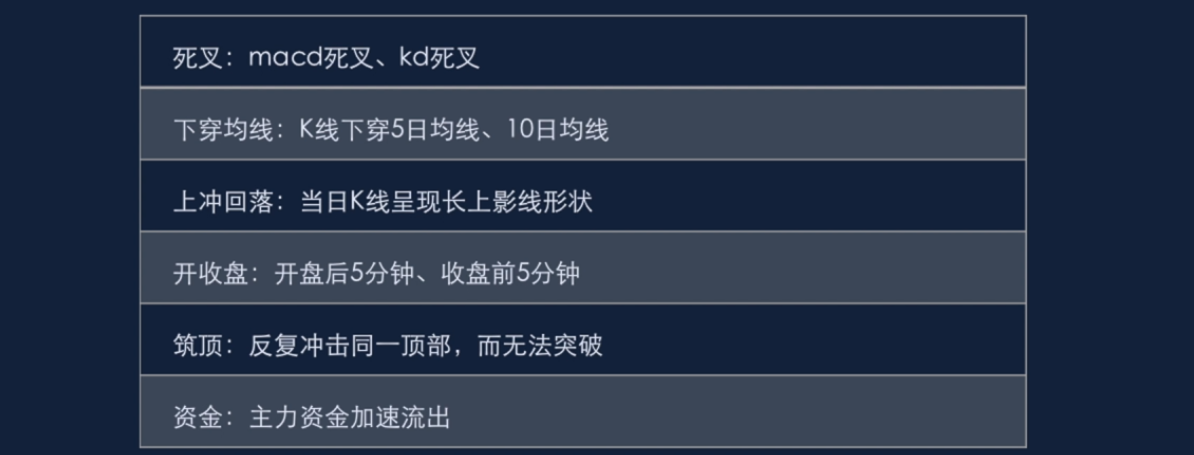 死叉：macd死叉、kd死叉
下穿均线：K线下穿5日均线、10日均线
上冲回落：当日K线呈现长上影线形状
开收盘：开盘后5分钟、收盘前5分钟
筑顶：反复冲击同一顶部，而无法突破
资金：主力资金加速流出